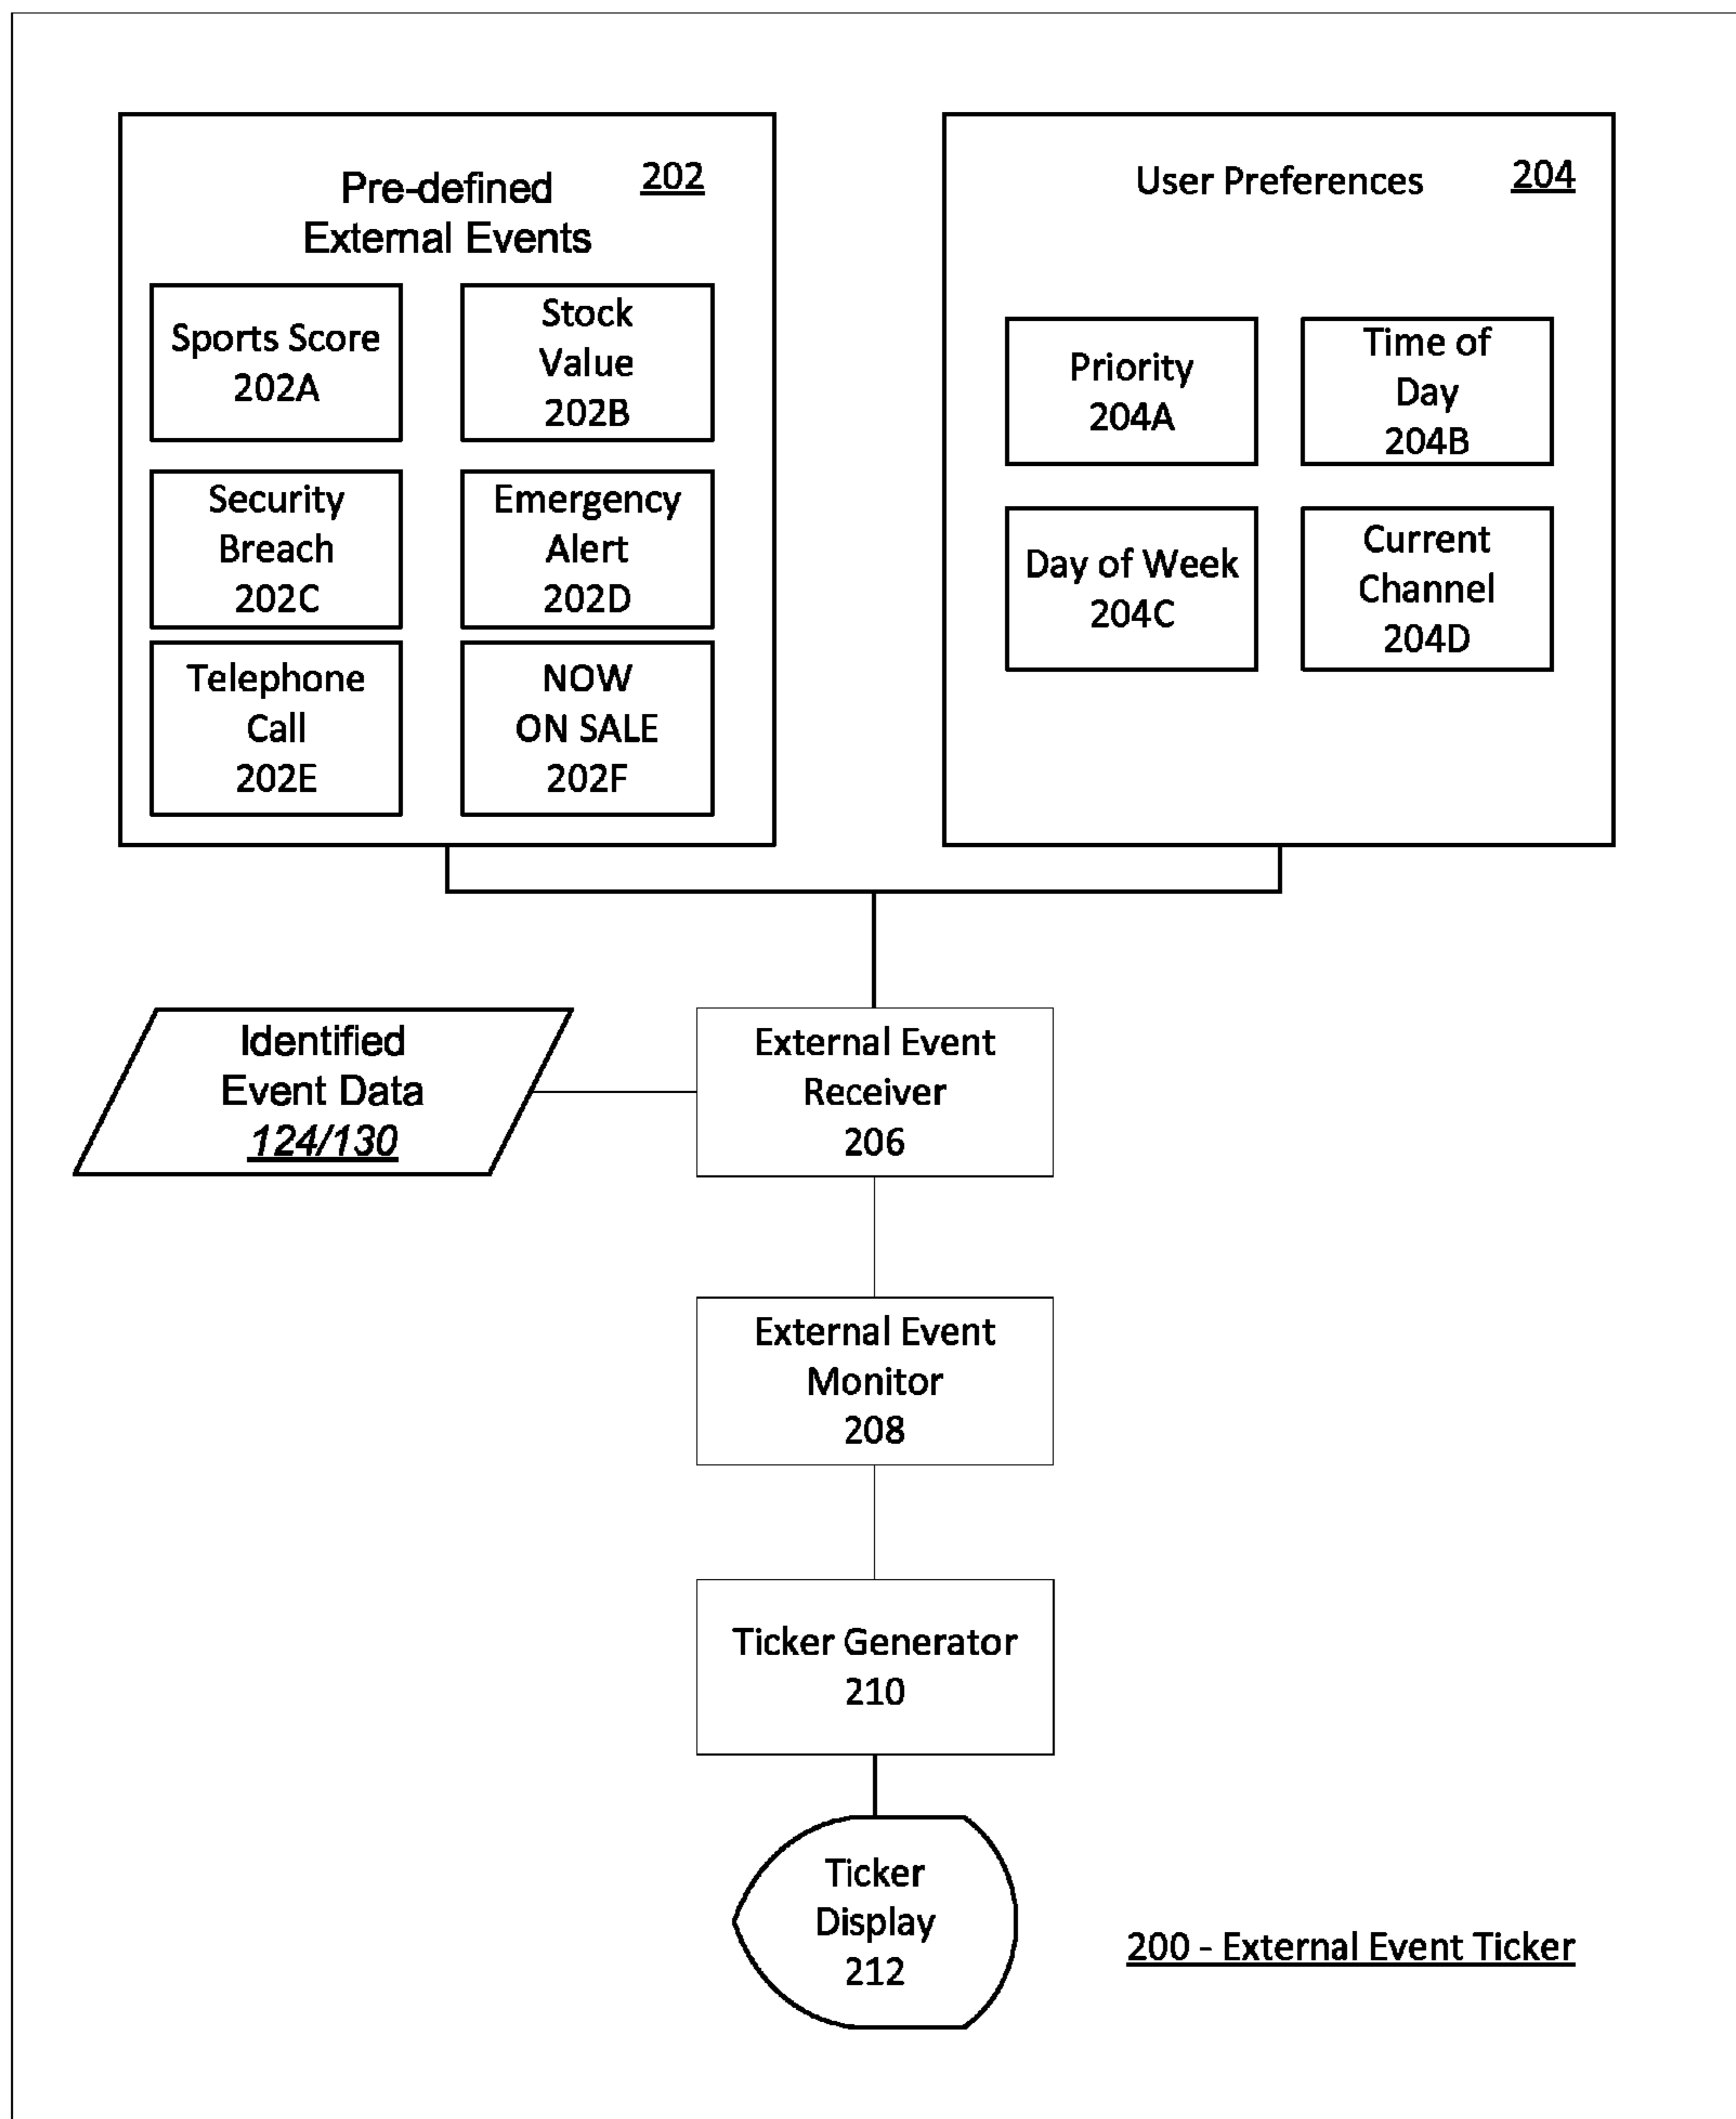 Pre-defined 202
External Events
Sports Score
202A
Stock
Value
202B
Security
Breach
202C
Emergency
Alert
202D
Telephone
Call
202E
NOW
ON SALE
202F
User Preferences 204
Priority
204A
Time of
Day
204B
Day of Week
204C
Current
Channel
204D
Identified
Event Data
124/130
External Event
Receiver
206
External Event
Monitor
208
Ticker Generator
210
Ticker
Display
212
200 - External Event Ticker